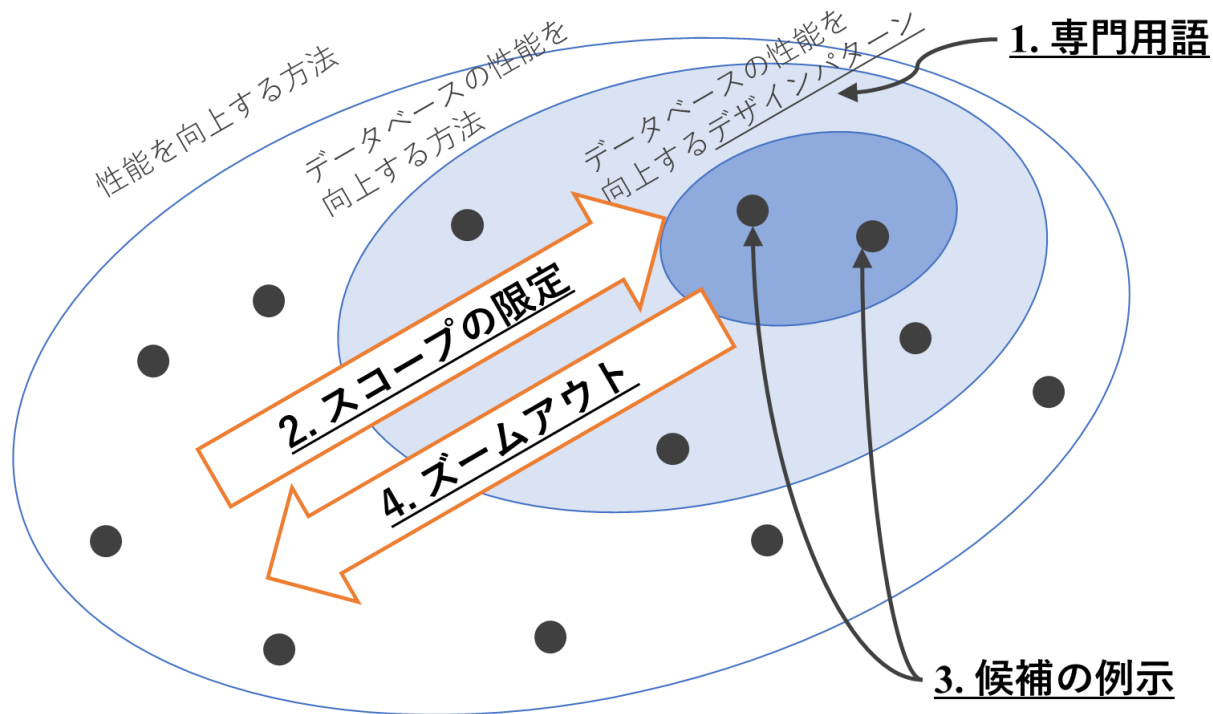 性能を向上する方法
データベースの性能を
向上する方法
データベースの性能を
向上するデザインパターン
1. 専門用語
2. スコープの限定
4. ズームアウト
3. 候補の例示